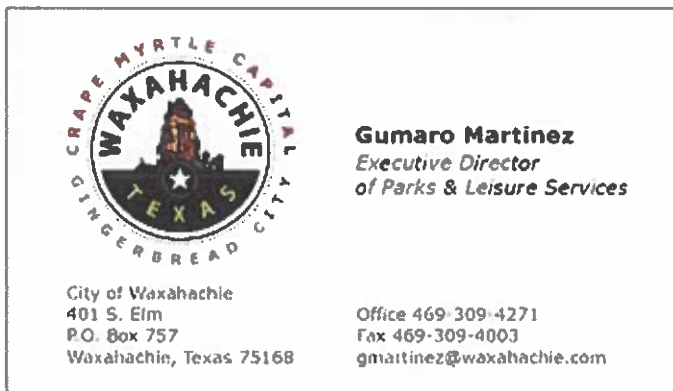 CRAPE MYRTLE CAPITAL
WAXAHACHIE
TEXAS
GINGERBREAD CITY
Gumaro Martinez
Executive Director
of Parks & Leisure Services
City of Waxahachie
401 S. Elm
P.O. Box 757
Waxahachie, Texas 75168
Office 469-309-4271
Fax 469-309-4003
gmartinez@waxahachie.com